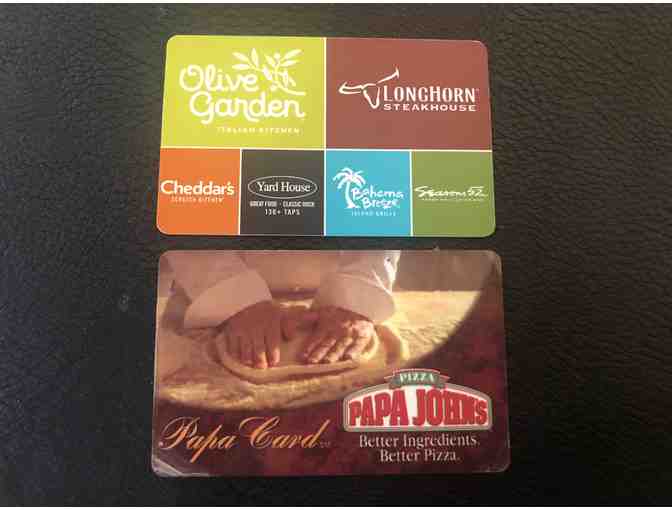 Olive
Garden
ITALIAN KITCHEN
LONGHORN
STEAKHOUSE
Cheddar's
SCRATCH KITCHEN
Yard House
GREAT FOOD · CLASSIC ROCK
130+ TAPS
Bahama
Breeze
ISLAND GRILLE
Seasons 52
PIZZA
PAPA JOHNS
Papa Card SM
Better Ingredients.
Better Pizza.